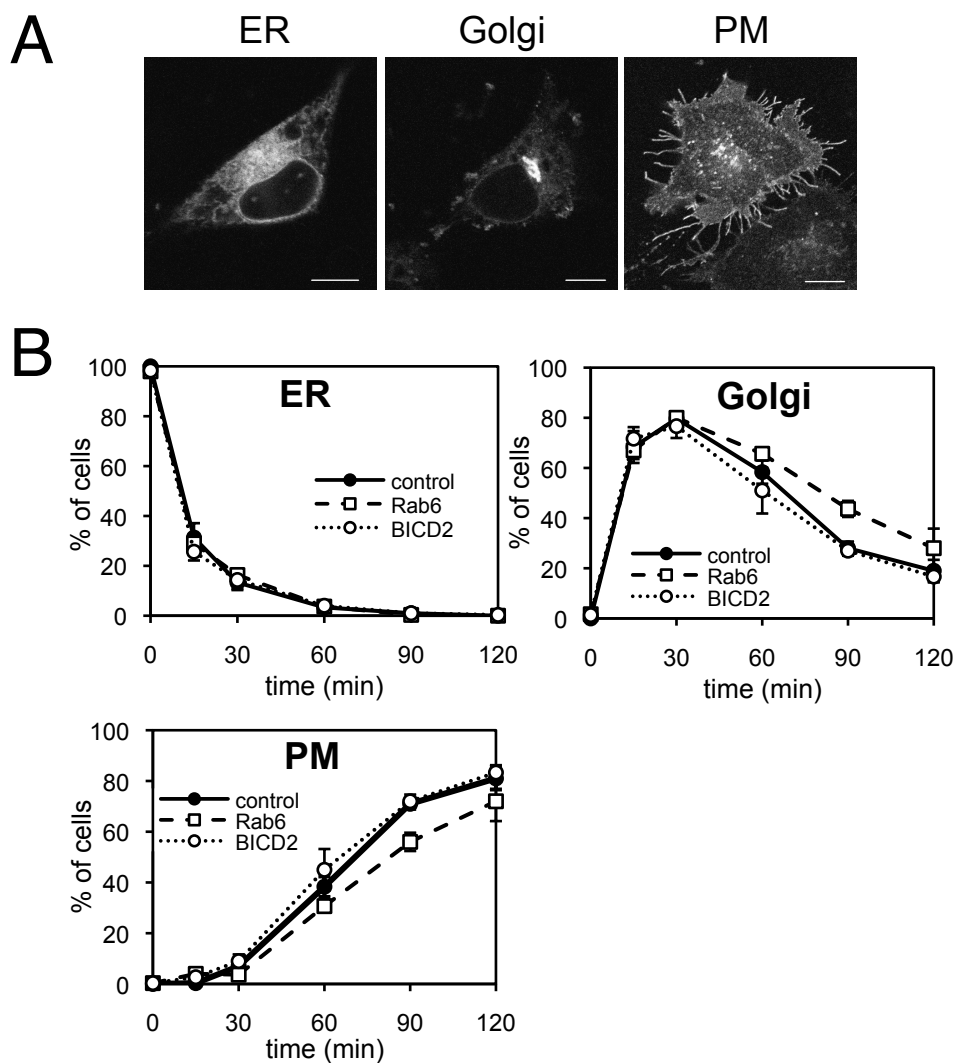 A
ER Golgi PM
B
ER
100
80
60
40
20
0
% of cells
control
Rab6
BICD2
0 30 60 90 120
time (min)
Golgi
100
80
60
40
20
0
% of cells
control
Rab6
BICD2
0 30 60 90 120
time (min)
PM
100
80
60
40
20
0
% of cells
control
Rab6
BICD2
0 30 60 90 120
time (min)